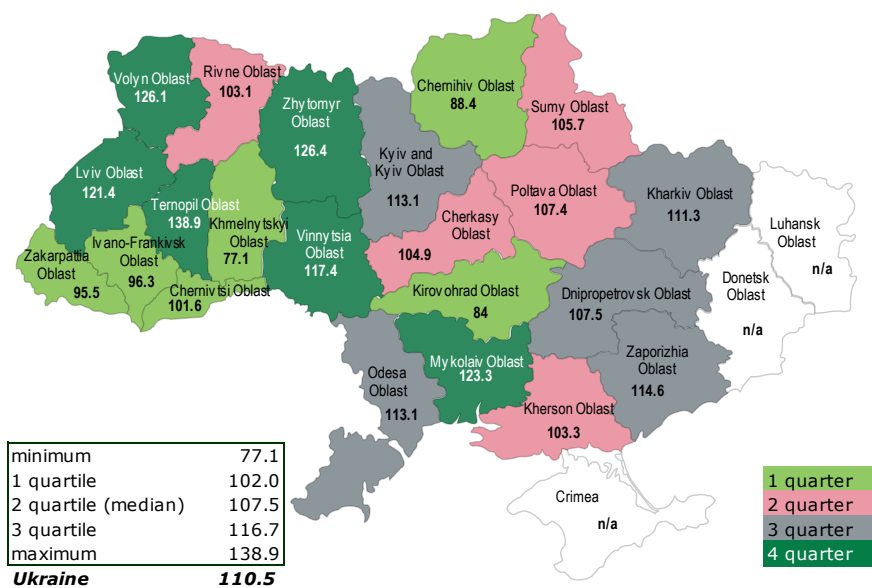 Volyn Oblast
126.1
Rivne Oblast
103.1
Zhytomyr
Oblast
126.4
Chernihiv Oblast
88.4
Sumy Oblast
105.7
Kyiv and
Kyiv Oblast
113.1
Lviv Oblast
121.4
Ternopil Oblast
138.9
Khmelnytskyi
Oblast
77.1
Vinnytsia
Oblast
117.4
Cherkasy
Oblast
104.9
Poltava Oblast
107.4
Kharkiv Oblast
111.3
Luhansk
Oblast
n/a
Donetsk
Oblast
n/a
Zakarpattia
Oblast
95.5
Ivano-Frankivsk
Oblast
96.3
Chernivtsi Oblast
101.6
Kirovohrad Oblast
84
Dnipropetrovsk Oblast
107.5
Zaporizhia
Oblast
114.6
Mykolaiv Oblast
123.3
Odesa
Oblast
113.1
Kherson Oblast
103.3
Crimea
n/a
minimum 77.1
1 quartile 102.0
2 quartile (median) 107.5
3 quartile 116.7
maximum 138.9
Ukraine 110.5
1 quarter
2 quarter
3 quarter
4 quarter